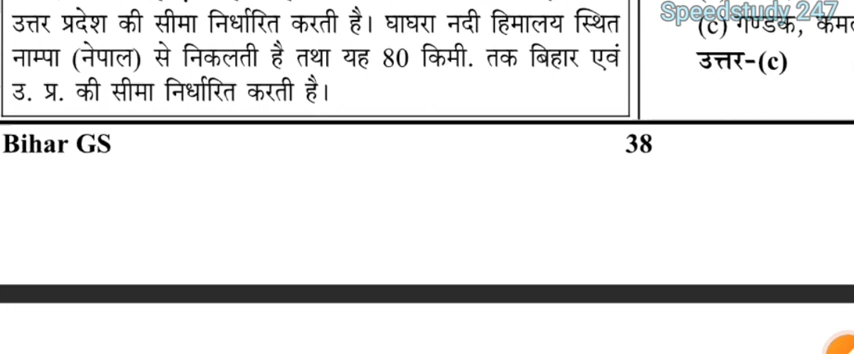 उत्तर प्रदेश की सीमा निर्धारित करती है। घाघरा नदी हिमालय स्थित
नाम्पा (नेपाल) से निकलती है तथा यह 80 किमी. तक बिहार एवं
उ. प्र. की सीमा निर्धारित करती है।
Speedstudy 247
(c) गण्डक,
उत्तर-(c)
Bihar GS
38